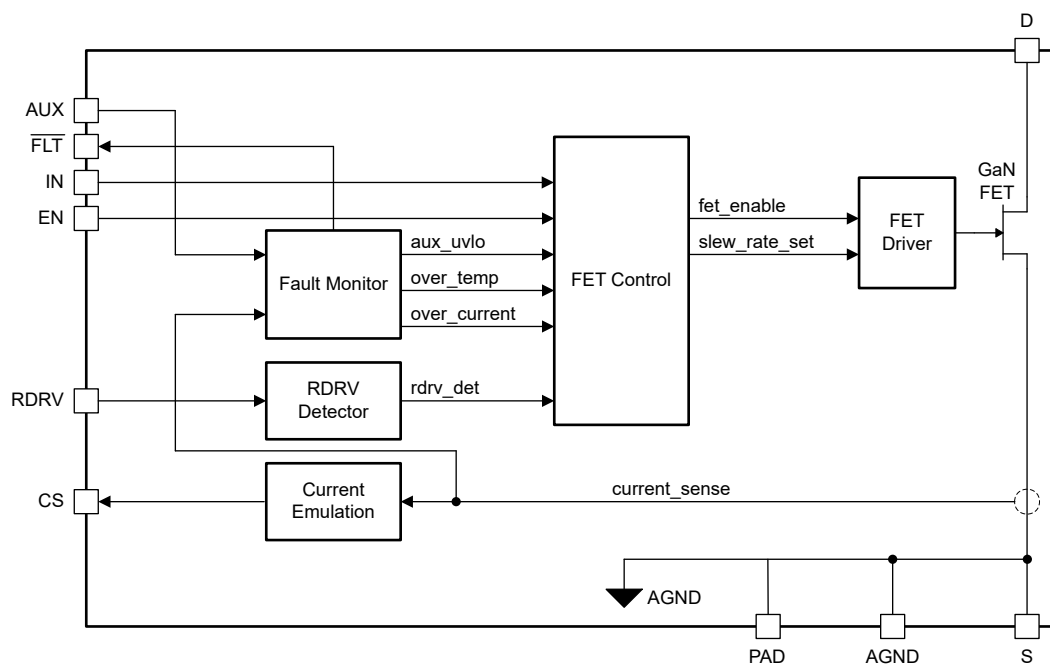 D
AUX
FLT
IN
EN
GaN
FET
fet_enable
slew_rate_set
FET
Driver
Fault Monitor
aux_uvlo
over_temp
over_current
FET Control
RDRV
RDRV
Detector
rdrv_det
CS
Current
Emulation
current_sense
AGND
PAD
AGND
S